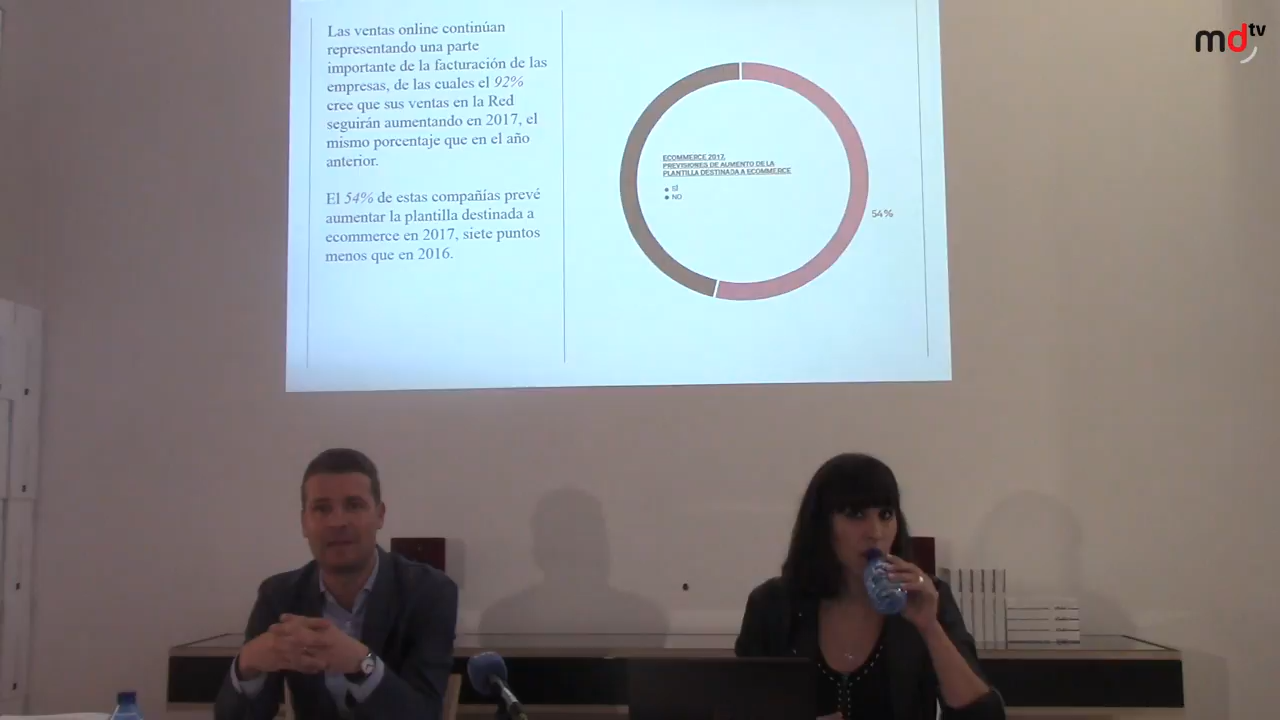 md tv
Las ventas online continúan
representando una parte
importante de la facturación de las
empresas, de las cuales el 92%
cree que sus ventas en la Red
seguirán aumentando en 2017, el
mismo porcentaje que en el año
anterior.
El 54% de estas compañías prevé
aumentar la plantilla destinada a
ecommerce en 2017, siete puntos
menos que en 2016.
ECOMMERCE 2017.
PREVISIONES DE AUMENTO DE LA
PLANTILLA DESTINADA A ECOMMERCE
SÍ
NO
54%